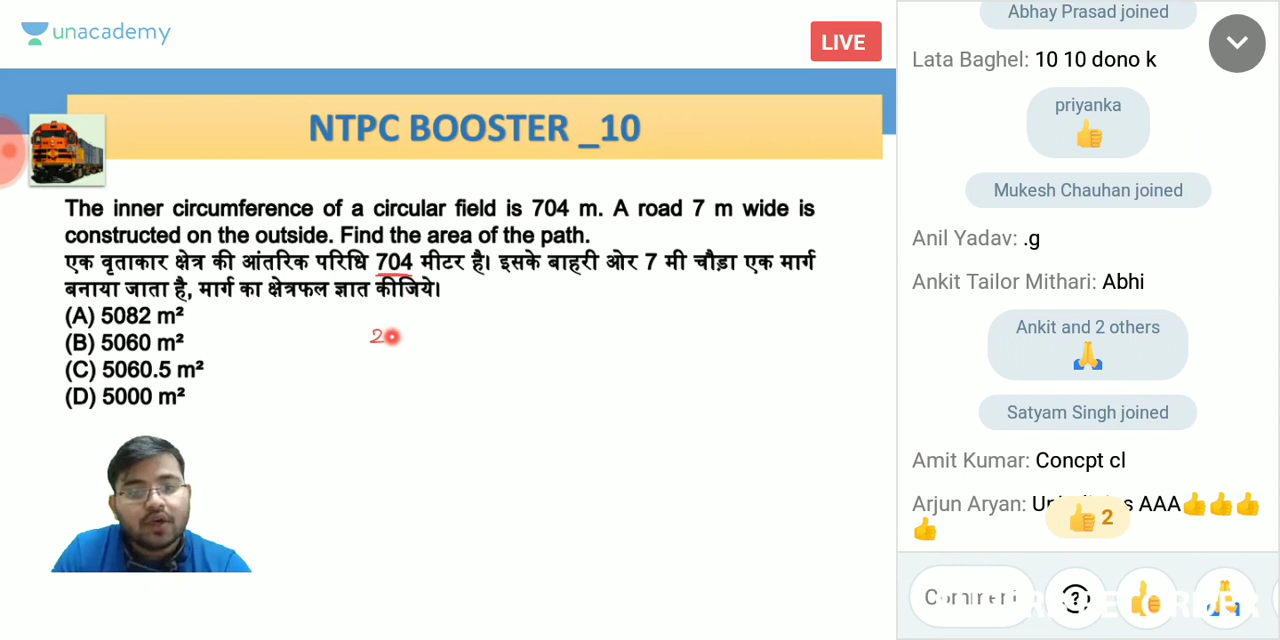 unacademy
LIVE
NTPC BOOSTER _10
The inner circumference of a circular field is 704 m. A road 7 m wide is
constructed on the outside. Find the area of the path.
एक वृताकार क्षेत्र की आंतरिक परिधि 704 मीटर है। इसके बाहरी ओर 7 मी चौड़ा एक मार्ग
बनाया जाता है, मार्ग का क्षेत्रफल ज्ञात कीजिये।
(A) 5082 m²
(B) 5060 m²
(C) 5060.5 m²
(D) 5000 m²
2
Abhay Prasad joined
Lata Baghel: 10 10 dono k
priyanka
Mukesh Chauhan joined
Anil Yadav: .g
Ankit Tailor Mithari: Abhi
Ankit and 2 others
Satyam Singh joined
Amit Kumar: Concpt cl
Arjun Aryan: AAA
2